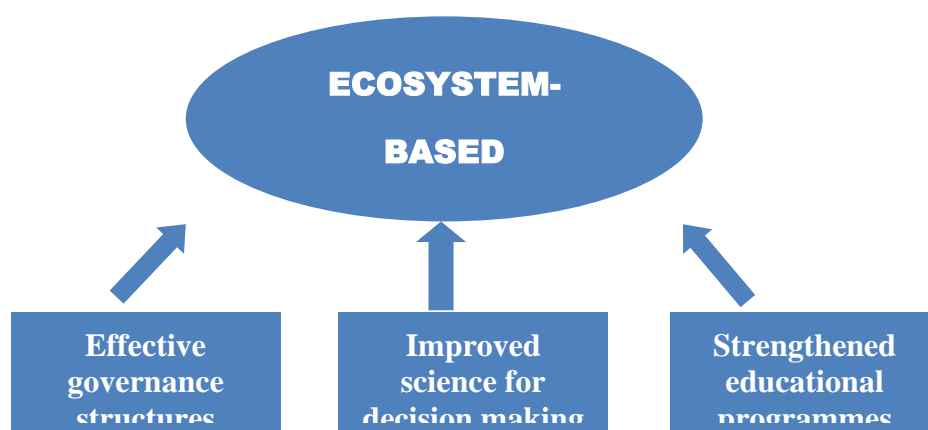 ECOSYSTEM-
BASED
Effective
governance
structures
Improved
science for
decision making
Strengthened
educational
programmes